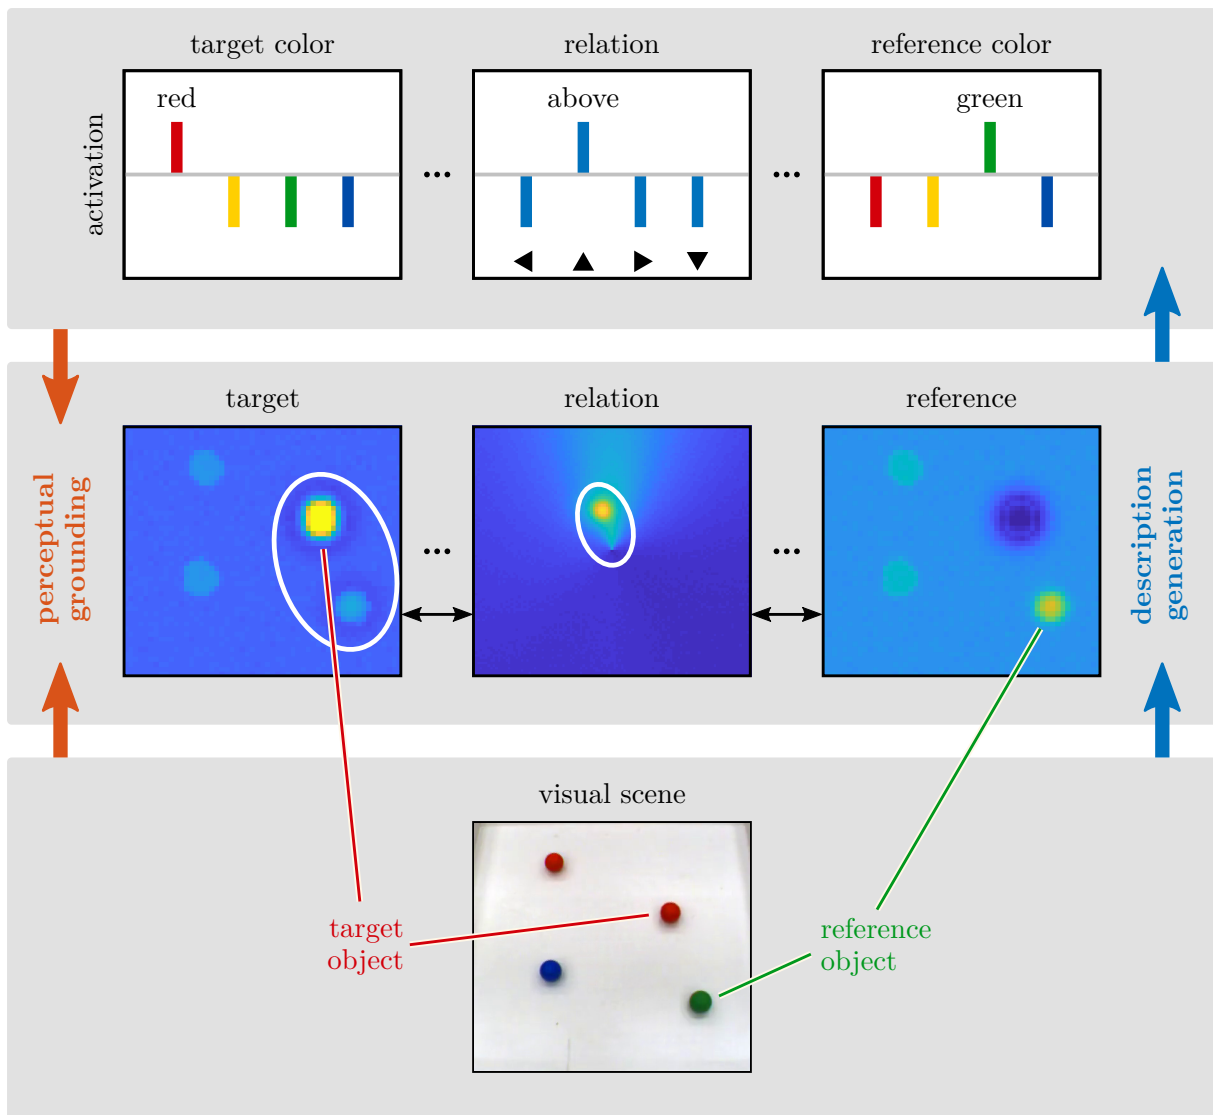 target color
relation
reference color
red
above
green
activation
...
...
target
relation
reference
perceptual
grounding
...
...
description
generation
visual scene
target
object
reference
object